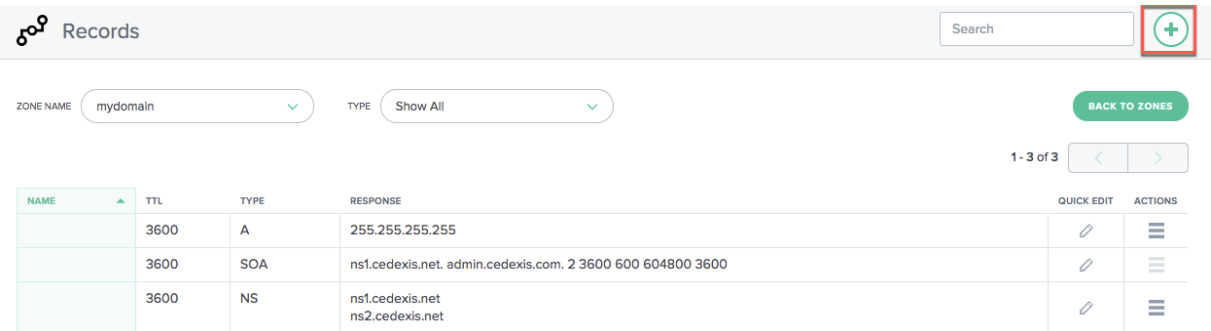 Records
Search
ZONE NAME mydomain TYPE Show All BACK TO ZONES
1 - 3 of 3
NAME TTL TYPE RESPONSE QUICK EDIT ACTIONS
3600 A 255.255.255.255
3600 SOA ns1.cedexis.net. admin.cedexis.com. 2 3600 600 604800 3600
3600 NS ns1.cedexis.net
ns2.cedexis.net